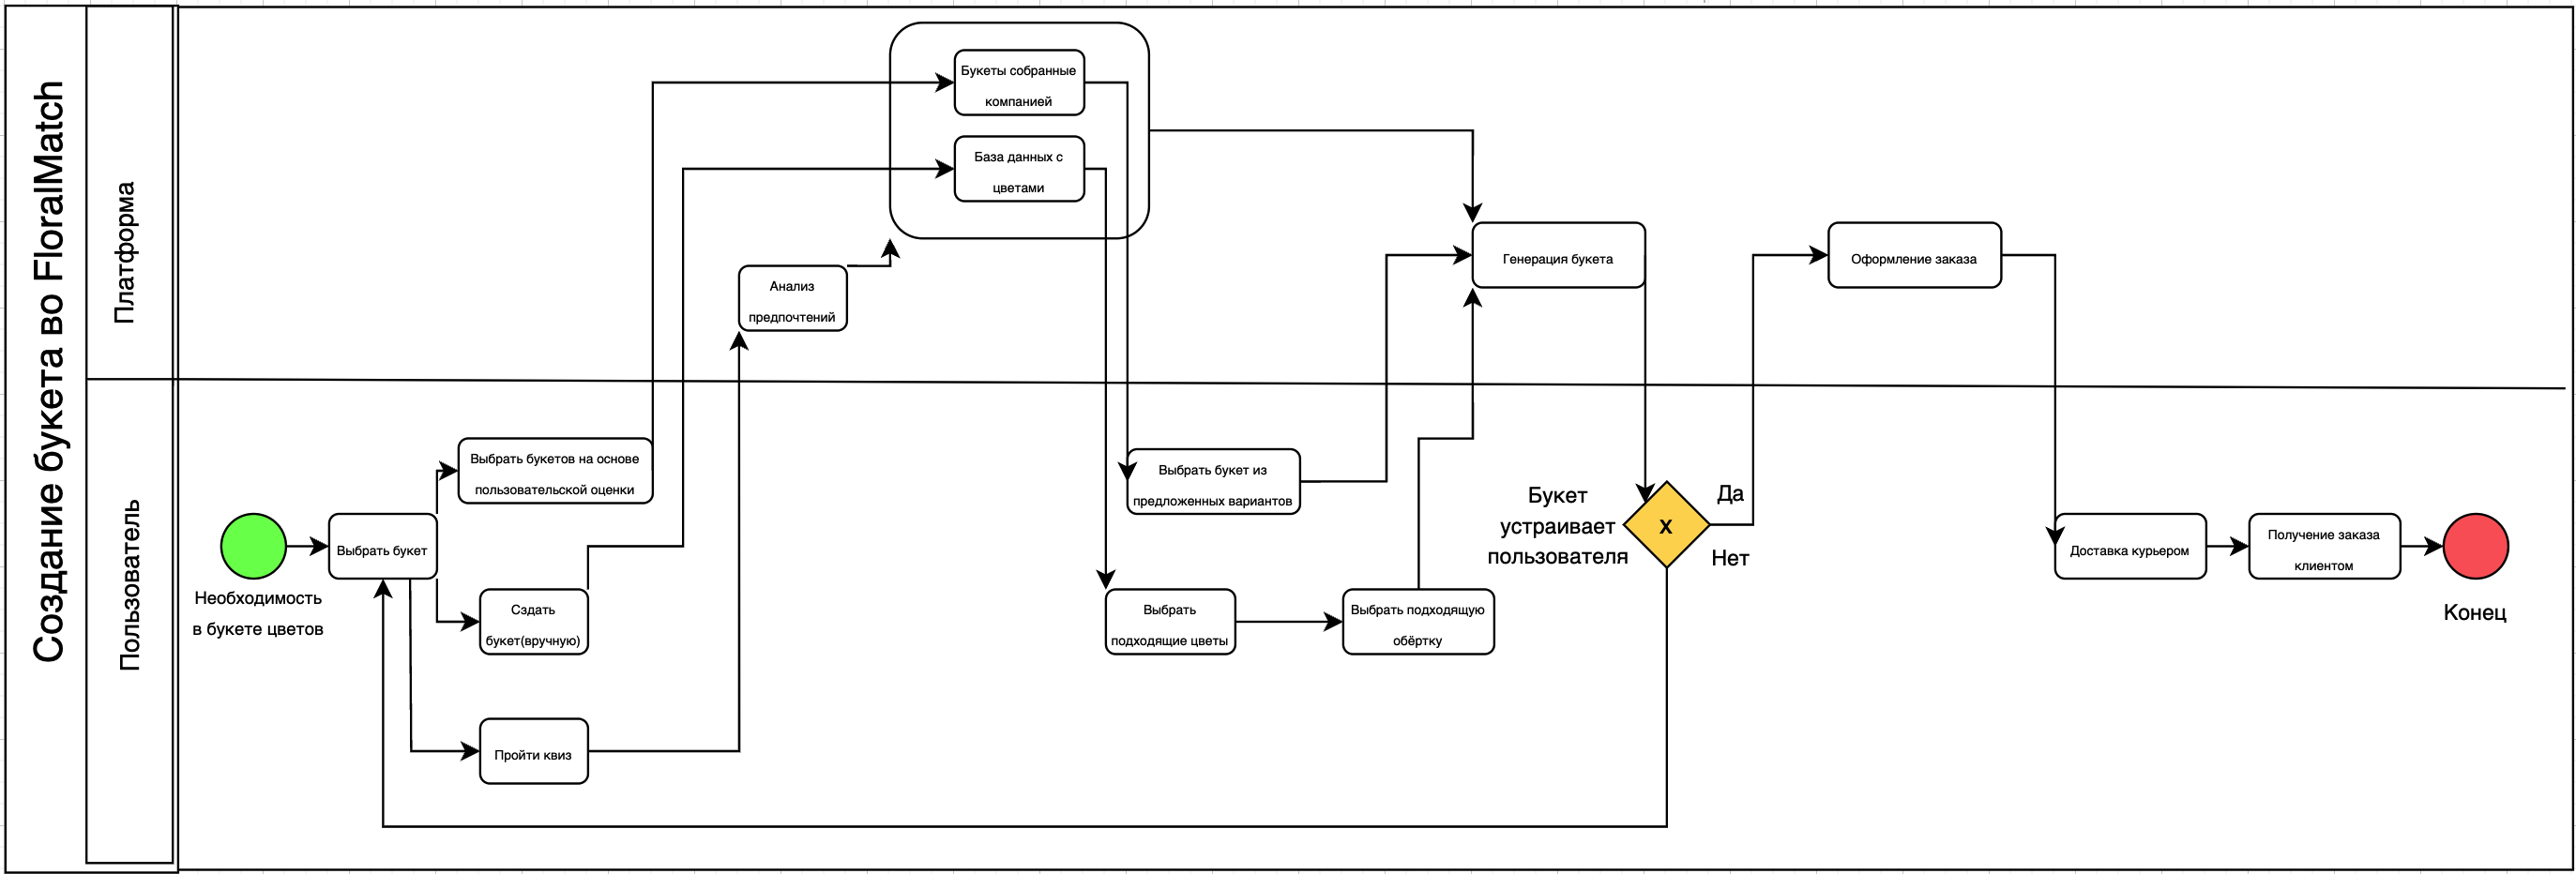 Создание букета во FloralMatch
Платформа
Пользователь
Букеты собранные
компанией
База данных с
цветами
Анализ
предпочтений
Генерация букета
Оформление заказа
Необходимость
в букете цветов
Выбрать букет
Выбрать букетов на основе
пользовательской оценки
Сздать
букет(вручную)
Пройти квиз
Выбрать букет из
предложенных вариантов
Выбрать
подходящие цветы
Выбрать подходящую
обёртку
Букет
устраивает
пользователя
X
Да
Нет
Доставка курьером
Получение заказа
клиентом
Конец